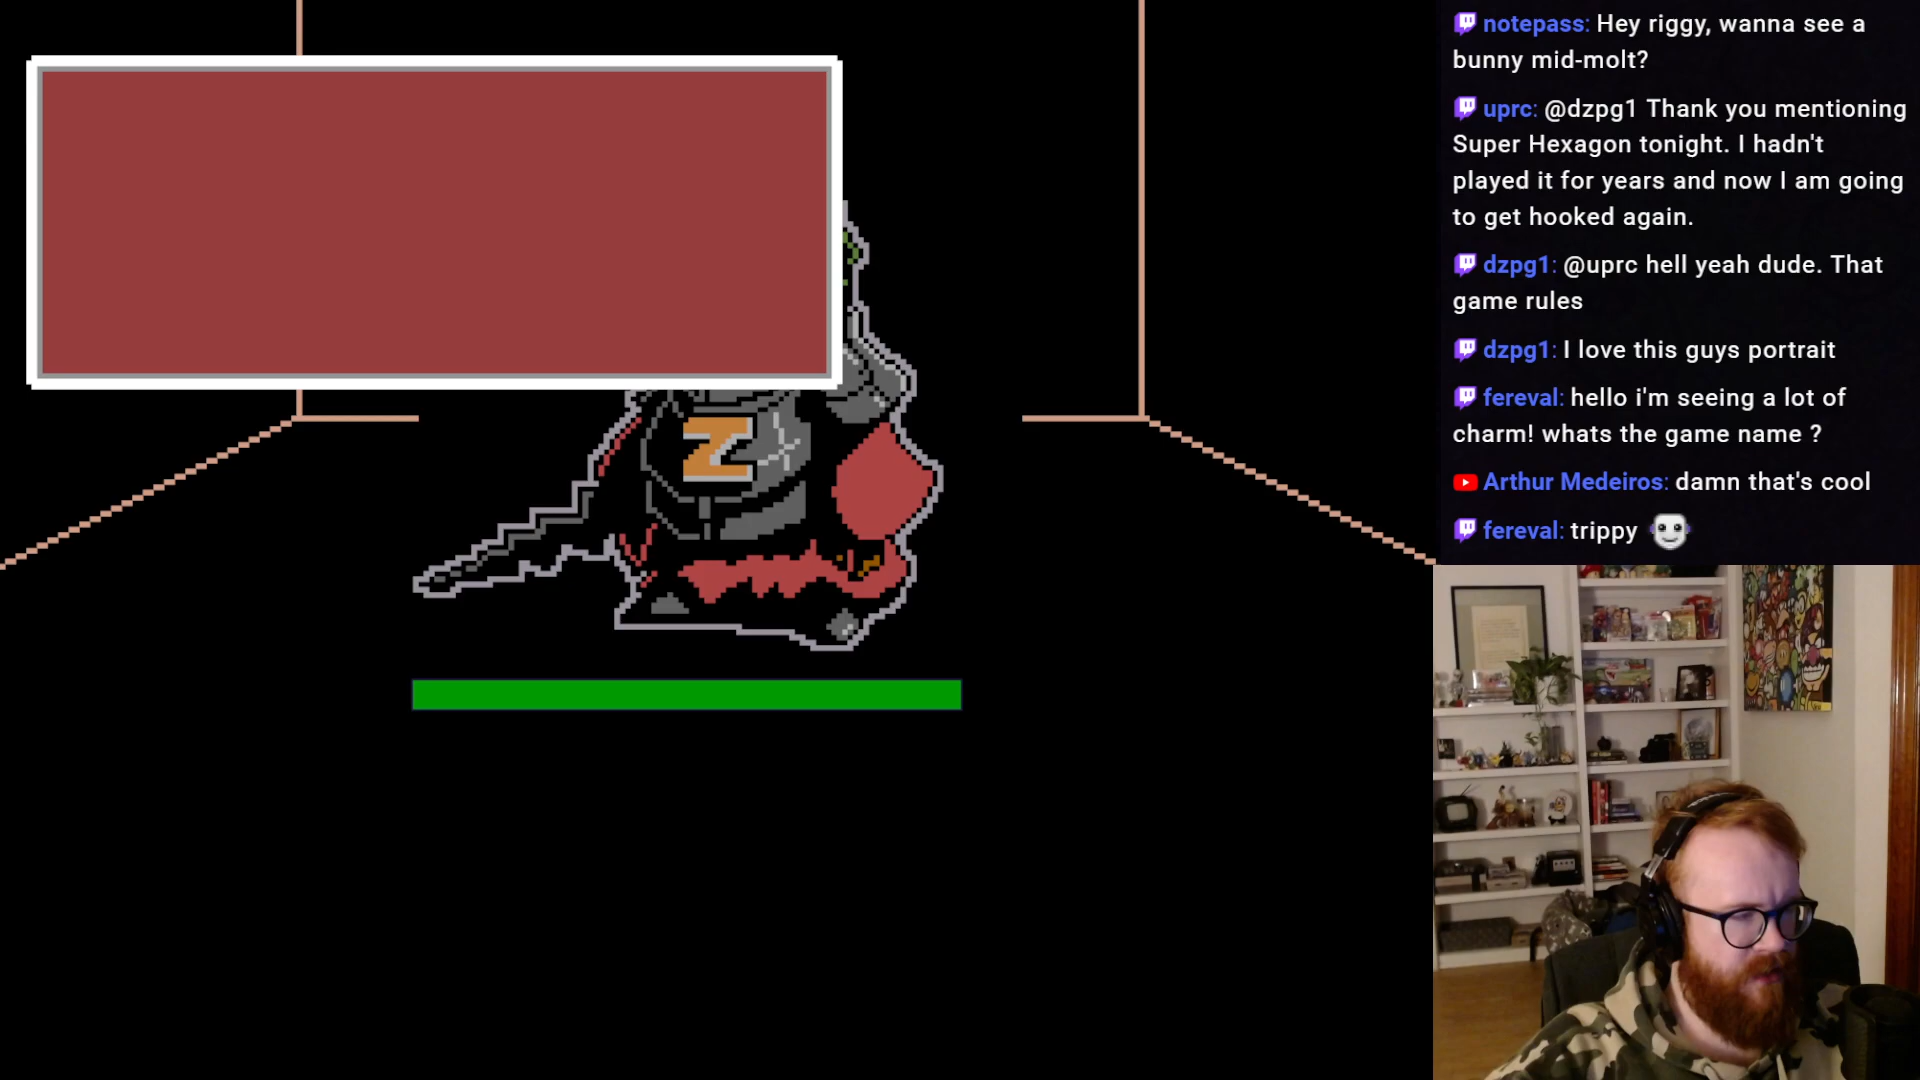 notepass: Hey riggy, wanna see a
bunny mid-molt?
uprc: @dzpg1 Thank you mentioning
Super Hexagon tonight. I hadn't
played it for years and now I am going
to get hooked again.
dzpg1: @uprc hell yeah dude. That
game rules
dzpg1: I love this guys portrait
fereval: hello i'm seeing a lot of
charm! whats the game name ?
Arthur Medeiros: damn that's cool
fereval: trippy
Z